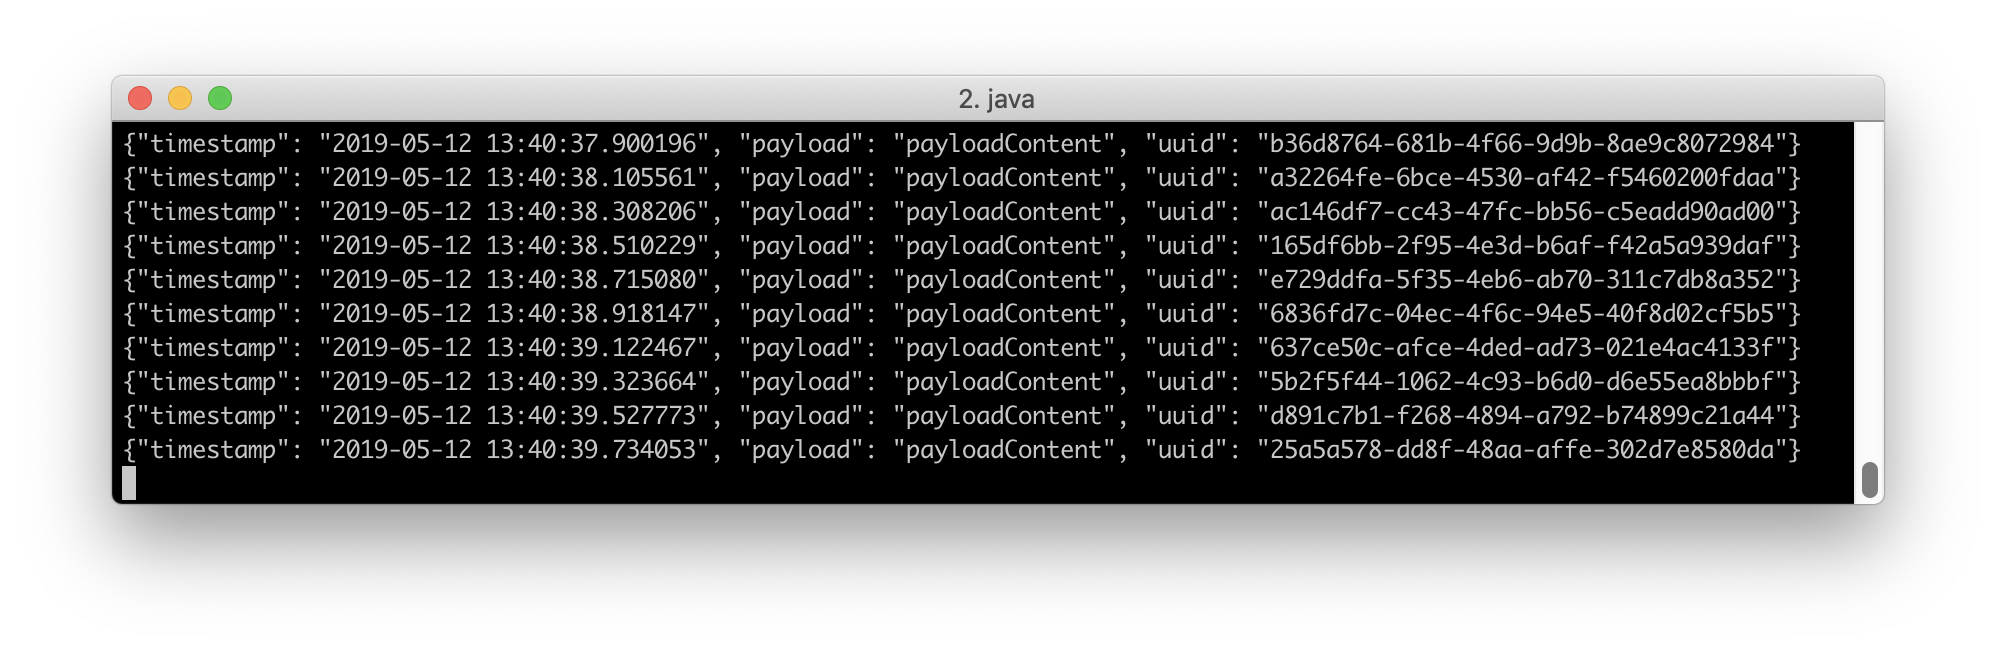 2. java
{"timestamp": "2019-05-12 13:40:37.900196", "payload": "payloadContent", "uuid": "b36d8764-681b-4f66-9d9b-8ae9c8072984"}
{"timestamp": "2019-05-12 13:40:38.105561", "payload": "payloadContent", "uuid": "a32264fe-6bce-4530-af42-f5460200fdaa"}
{"timestamp": "2019-05-12 13:40:38.308206", "payload": "payloadContent", "uuid": "ac146df7-cc43-47fc-bb56-c5eadd90ad00"}
{"timestamp": "2019-05-12 13:40:38.510229", "payload": "payloadContent", "uuid": "165df6bb-2f95-4e3d-b6af-f42a5a939daf"}
{"timestamp": "2019-05-12 13:40:38.715080", "payload": "payloadContent", "uuid": "e729ddfa-5f35-4eb6-ab70-311c7db8a352"}
{"timestamp": "2019-05-12 13:40:38.918147", "payload": "payloadContent", "uuid": "6836fd7c-04ec-4f6c-94e5-40f8d02cf5b5"}
{"timestamp": "2019-05-12 13:40:39.122467", "payload": "payloadContent", "uuid": "637ce50c-afce-4ded-ad73-021e4ac4133f"}
{"timestamp": "2019-05-12 13:40:39.323664", "payload": "payloadContent", "uuid": "5b2f5f44-1062-4c93-b6d0-d6e55ea8bbbf"}
{"timestamp": "2019-05-12 13:40:39.527773", "payload": "payloadContent", "uuid": "d891c7b1-f268-4894-a792-b74899c21a44"}
{"timestamp": "2019-05-12 13:40:39.734053", "payload": "payloadContent", "uuid": "25a5a578-dd8f-48aa-affe-302d7e8580da"}